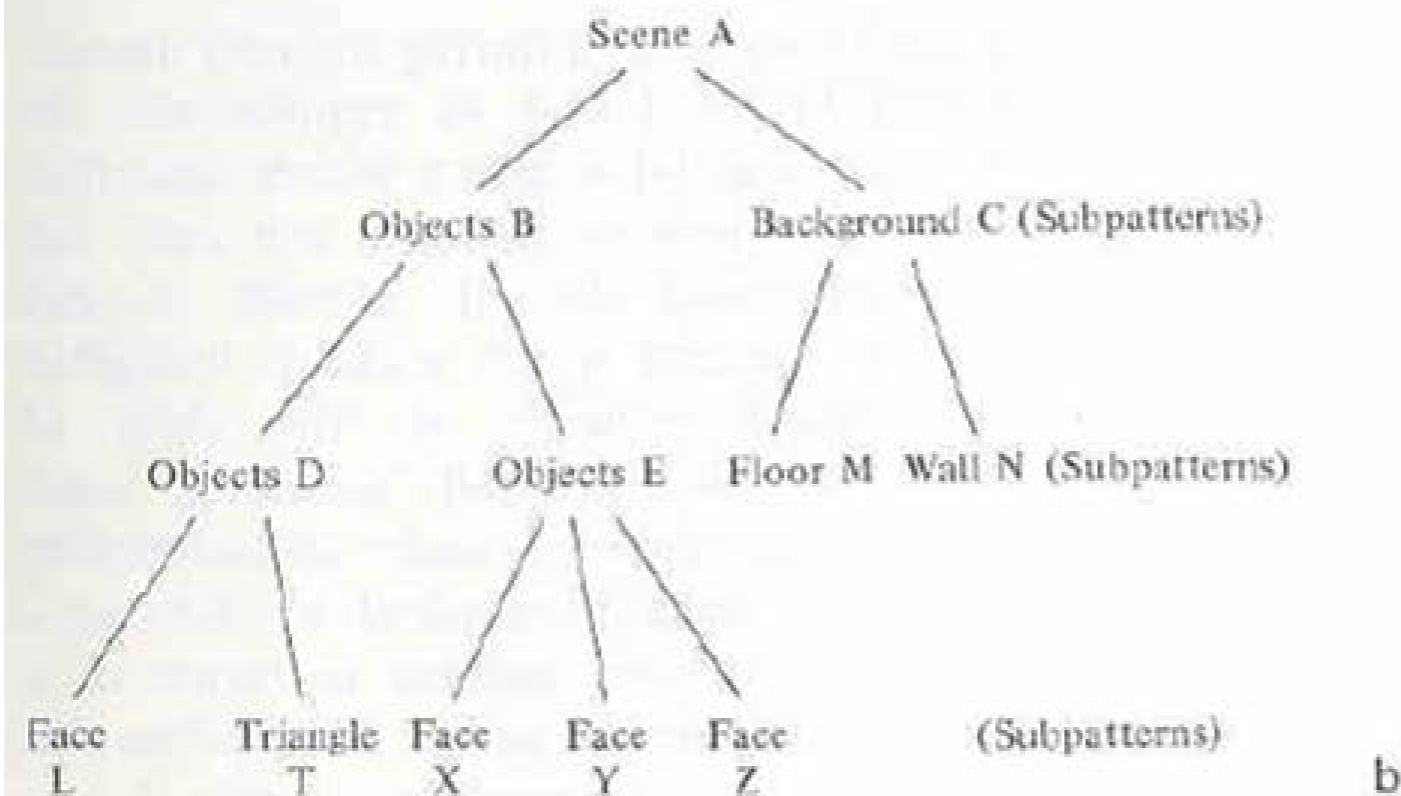 Scene A
Objects B Background C (Subpatterns)
Objects D Objects E Floor M Wall N (Subpatterns)
Face Triangle Face Face Face (Subpatterns)
L T X Y Z
b